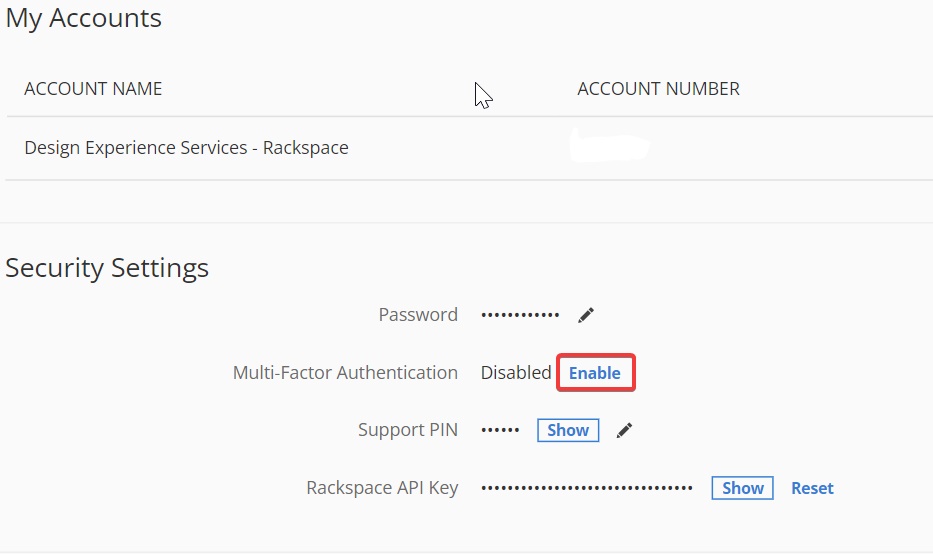 My Accounts
ACCOUNT NAME ACCOUNT NUMBER
Design Experience Services - Rackspace
Security Settings
Password ••••••••••••
Multi-Factor Authentication Disabled Enable
Support PIN •••••• Show
Rackspace API Key •••••••••••••••••••••••••••••••• Show Reset